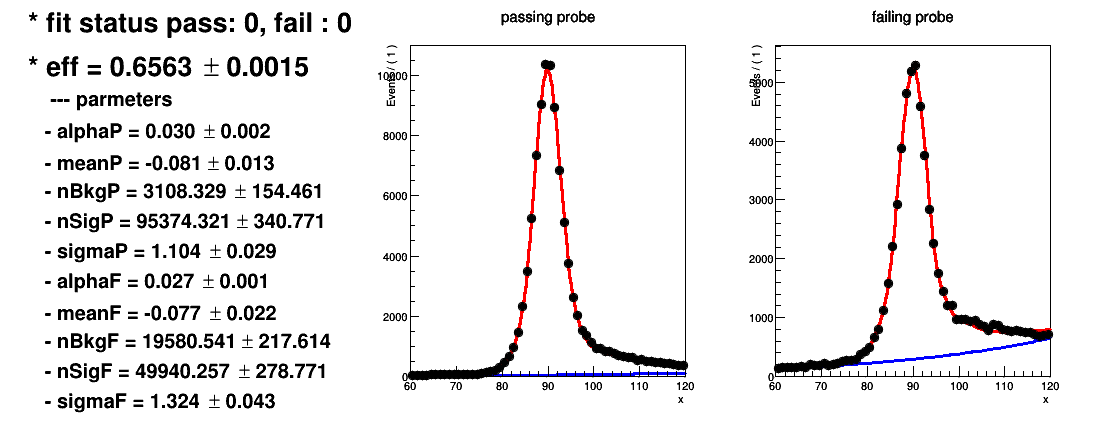 * fit status pass: 0, fail : 0
* eff = 0.6563 ± 0.0015
--- parmeters
- alphaP = 0.030 ± 0.002
- meanP = -0.081 ± 0.013
- nBkgP = 3108.329 ± 154.461
- nSigP = 95374.321 ± 340.771
- sigmaP = 1.104 ± 0.029
- alphaF = 0.027 ± 0.001
- meanF = -0.077 ± 0.022
- nBkgF = 19580.541 ± 217.614
- nSigF = 49940.257 ± 278.771
- sigmaF = 1.324 ± 0.043
passing probe
Events / ( 1 )
10000
8000
6000
4000
2000
0
60 70 80 90 100 110 120
x
failing probe
Events / ( 1 )
5000
4000
3000
2000
1000
0
60 70 80 90 100 110 120
x